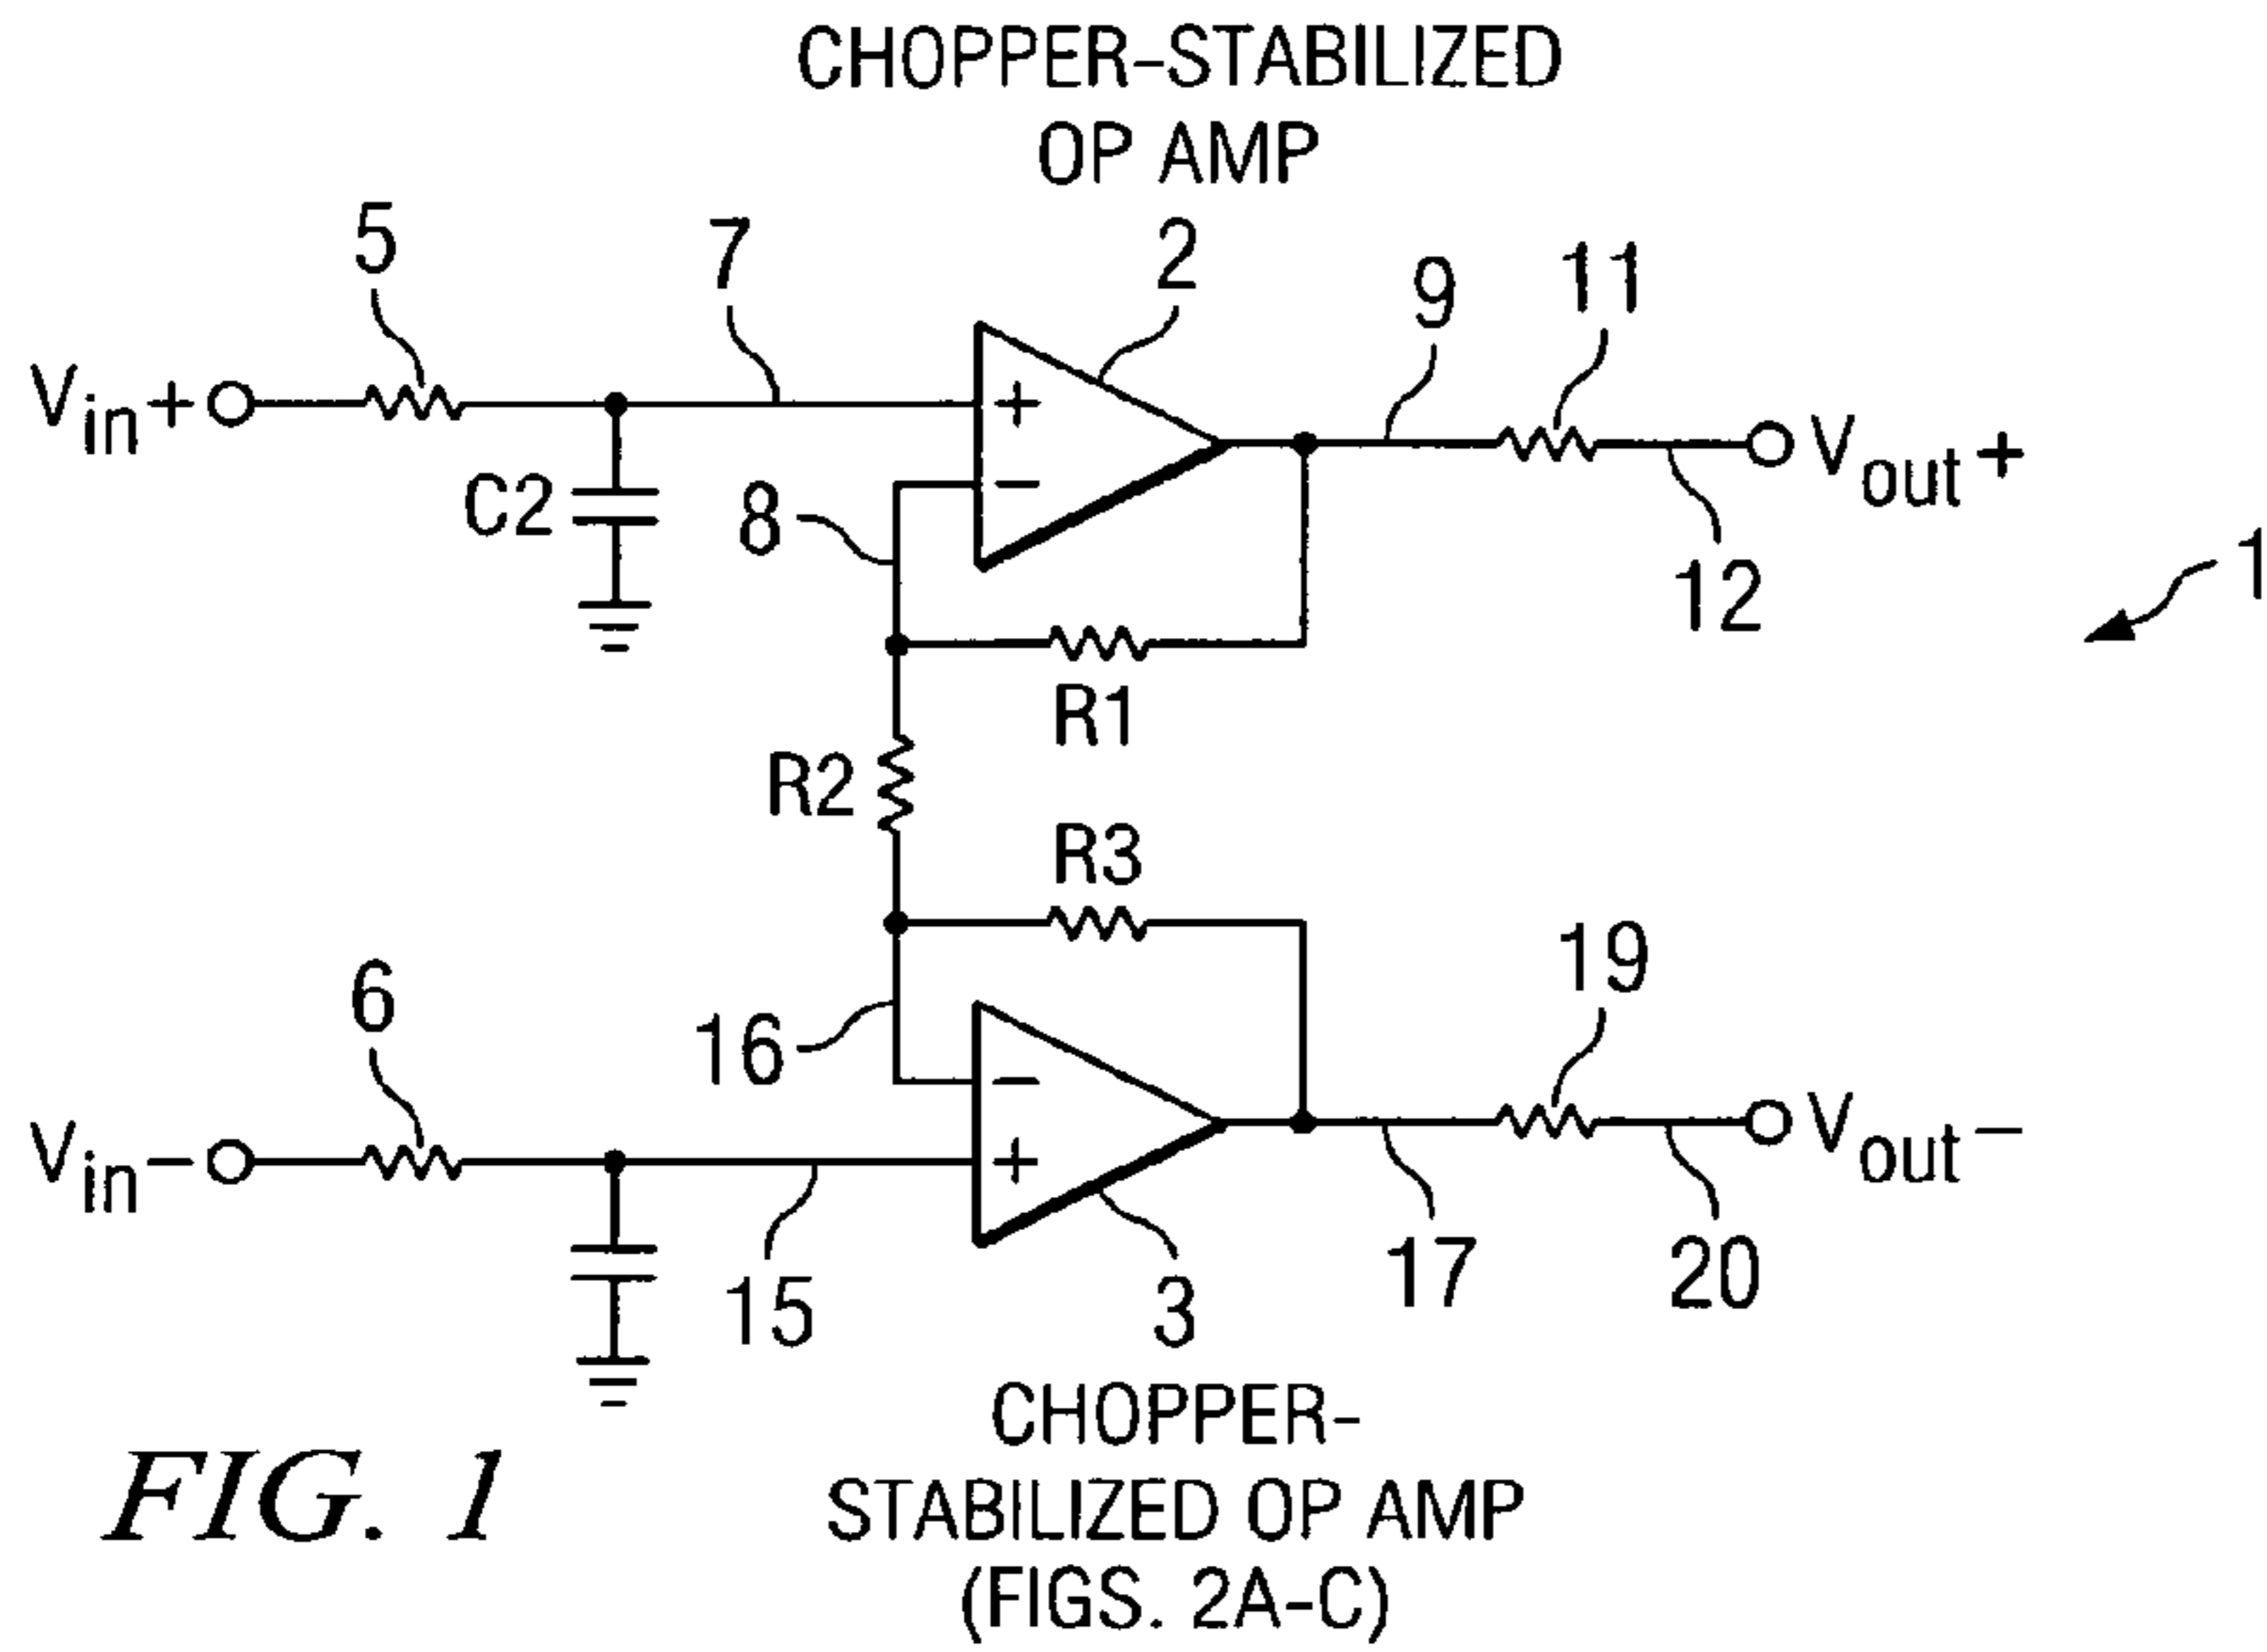 CHOPPER-STABILIZED
OP AMP
5
7
2
9
11
Vin+
+
Vout+
C2
8
−
12
1
R1
R2
R3
19
6
16
−
Vin−
+
Vout−
15
3
17
20
CHOPPER-
STABILIZED OP AMP
(FIGS. 2A-C)
FIG. 1